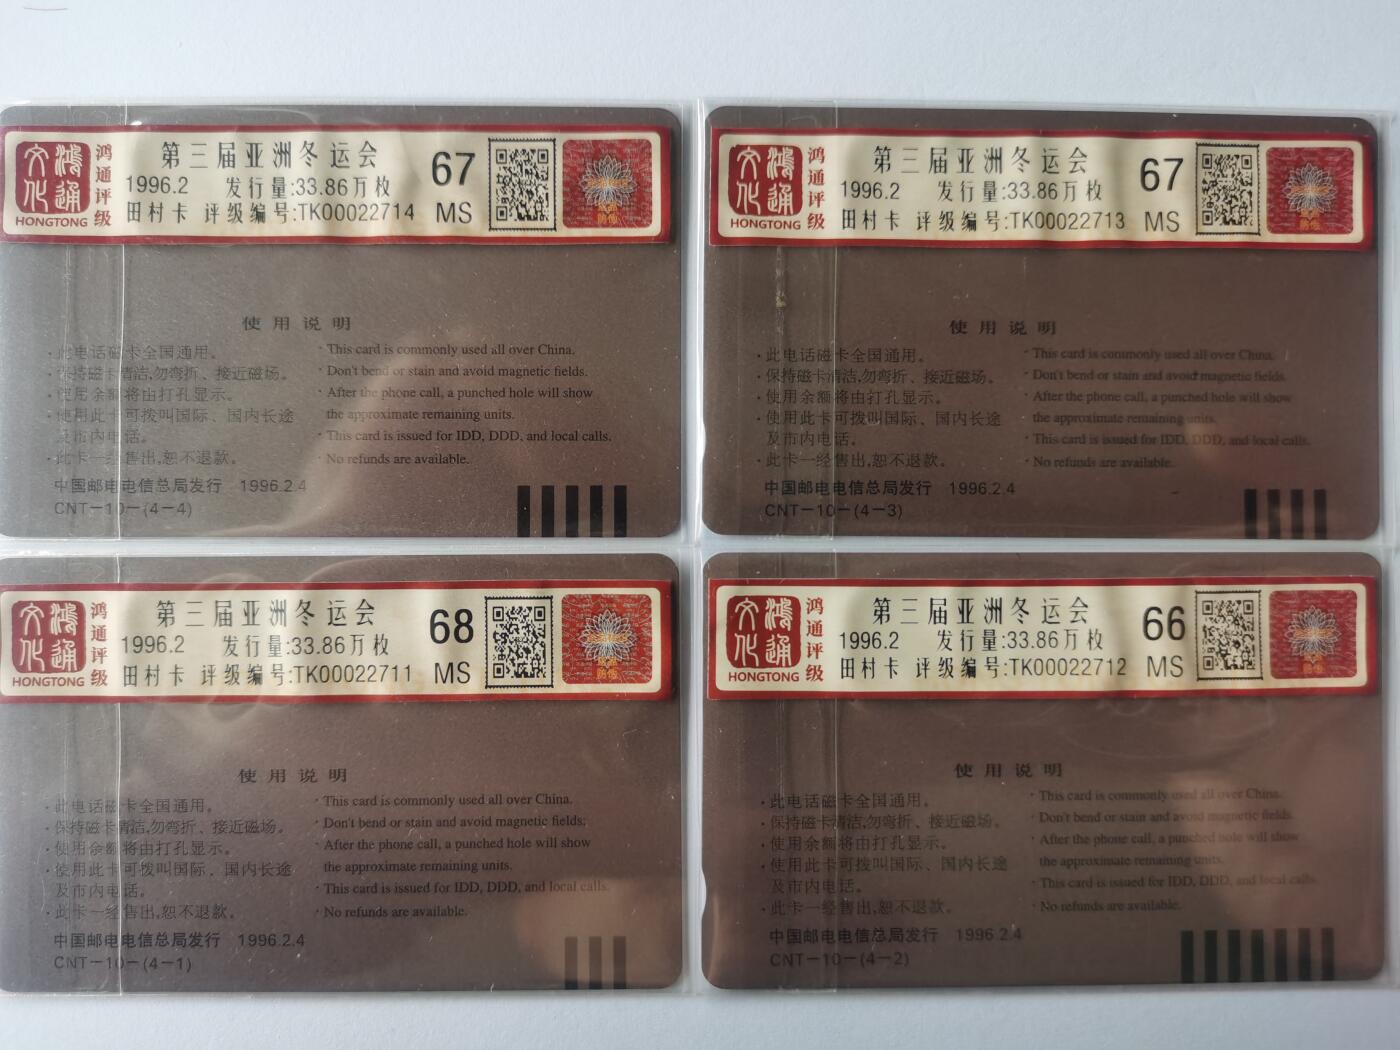 鸿通文化
HONGTONG
鸿通评级
第三届亚洲冬运会
1996.2 发行量:33.86万枚
田村卡 评级编号:TK00022714
67
MS
使用说明
·此电话磁卡全国通用。
·保持磁卡清洁,勿弯折、接近磁场。
·使用余额将由打孔显示。
·使用此卡可拨叫国际、国内长途
及市内电话。
·此卡一经售出,恕不退款。
· This card is commonly used all over China.
· Don't bend or stain and avoid magnetic fields.
· After the phone call, a punched hole will show
the approximate remaining units.
· This card is issued for IDD, DDD, and local calls.
· No refunds are available.
中国邮电电信总局发行 1996.2.4
CNT-10-(4-4)
鸿通文化
HONGTONG
鸿通评级
第三届亚洲冬运会
1996.2 发行量:33.86万枚
田村卡 评级编号:TK00022713
67
MS
防伪
使用说明
·此电话磁卡全国通用。
·保持磁卡清洁,勿弯折、接近磁场。
·使用余额将由打孔显示。
·使用此卡可拨叫国际、国内长途
及市内电话。
·此卡一经售出,恕不退款。
· This card is commonly used all over China.
· Don't bend or stain and avoid magnetic fields.
· After the phone call, a punched hole will show
the approximate remaining units.
· This card is issued for IDD, DDD, and local calls.
· No refunds are available.
中国邮电电信总局发行 1996.2.4
CNT-10-(4-3)
鸿通文化
HONGTONG
鸿通评级
第三届亚洲冬运会
1996.2 发行量:33.86万枚
田村卡 评级编号:TK00022711
68
MS
防伪
使用说明
·此电话磁卡全国通用。
·保持磁卡清洁,勿弯折、接近磁场。
·使用余额将由打孔显示。
·使用此卡可拨叫国际、国内长途
及市内电话。
·此卡一经售出,恕不退款。
· This card is commonly used all over China.
· Don't bend or stain and avoid magnetic fields.
· After the phone call, a punched hole will show
the approximate remaining units.
· This card is issued for IDD, DDD, and local calls.
· No refunds are available.
中国邮电电信总局发行 1996.2.4
CNT-10-(4-1)
鸿通文化
HONGTONG
鸿通评级
第三届亚洲冬运会
1996.2 发行量:33.86万枚
田村卡 评级编号:TK00022712
66
MS
防伪
使用说明
·此电话磁卡全国通用。
·保持磁卡清洁,勿弯折、接近磁场。
·使用余额将由打孔显示。
·使用此卡可拨叫国际、国内长途
及市内电话。
·此卡一经售出,恕不退款。
· This card is commonly used all over China.
· Don't bend or stain and avoid magnetic fields.
· After the phone call, a punched hole will show
the approximate remaining units.
· This card is issued for IDD, DDD, and local calls.
· No refunds are available.
中国邮电电信总局发行 1996.2.4
CNT-10-(4-2)